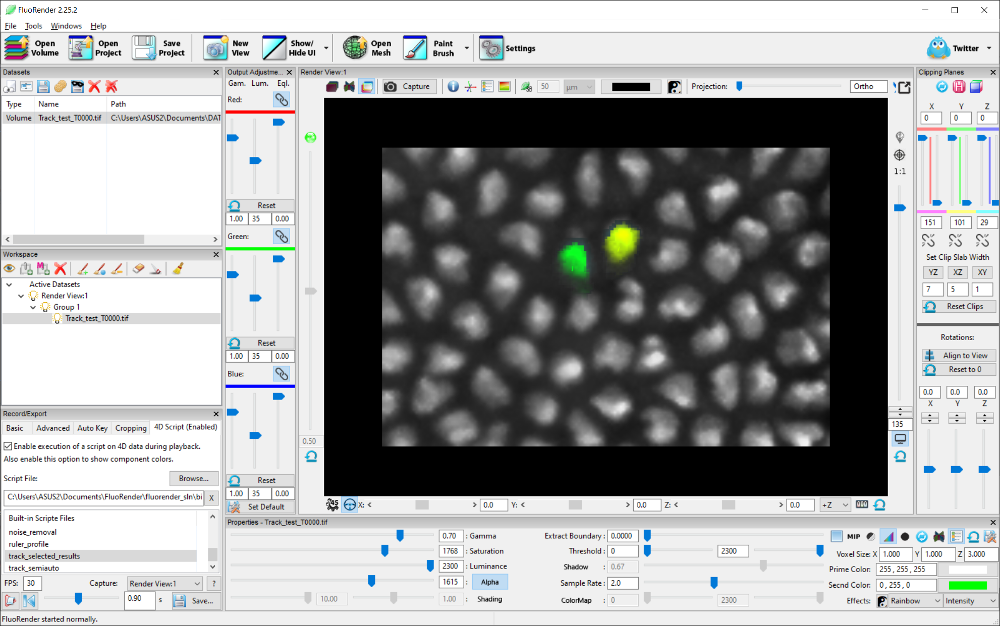 FluoRender 2.25.2
File Tools Windows Help
Open Volume
Open Project
Save Project
New View
Show/ Hide UI
Open Mesh
Paint Brush
Settings
Twitter
Datasets
Type Name Path
Volume Track_test_T0000.tif C:\Users\ASUS2\Documents\DAT
Workspace
Active Datasets
Render View:1
Group 1
Track_test_T0000.tif
Record/Export
Basic Advanced Auto Key Cropping 4D Script (Enabled)
Enable execution of a script on 4D data during playback.
Also enable this option to show component colors.
Script File: Browse...
C:\Users\ASUS2\Documents\FluoRender\fluorender_sln\bi X
Built-in Scripte Files
noise_removal
ruler_profile
track_selected_results
track_semiauto
FPS: 30 Capture: Render View:1 ?
0.90 s Save...
FluoRender started normally.
Output Adjustme...
Gam. Lum. Eql.
Red:
Reset
1.00 35 0.00
Green:
Reset
1.00 35 0.00
Blue:
Reset
1.00 35 0.00
Set Default
Render View:1
Capture SB 50 µm Projection: Ortho
0.50
1:1
135
45 X: < > 0.0 Y: < > 0.0 Z: < > 0.0 +Z 000
Properties - Track_test_T0000.tif
0.70 : Gamma
1768 : Saturation
2300 : Luminance
1615 : Alpha
10.00 1.00 : Shading
Extract Boundary : 0.0000
Threshold : 0 2300
Shadow : 0.67
Sample Rate : 2.0
ColorMap : 0 2300
MIP
Voxel Size: X 1.000 Y 1.000 Z 3.000
Prime Color: 255 , 255 , 255
Secnd Color: 0 , 255 , 0
Effects: Rainbow Intensity
Clipping Planes
H
X Y Z
0 0 0
151 101 29
Set Clip Slab Width
YZ XZ XY
7 5 1
Reset Clips
Rotations:
Align to View
Reset to 0
0.0 0.0 0.0
X Y Z